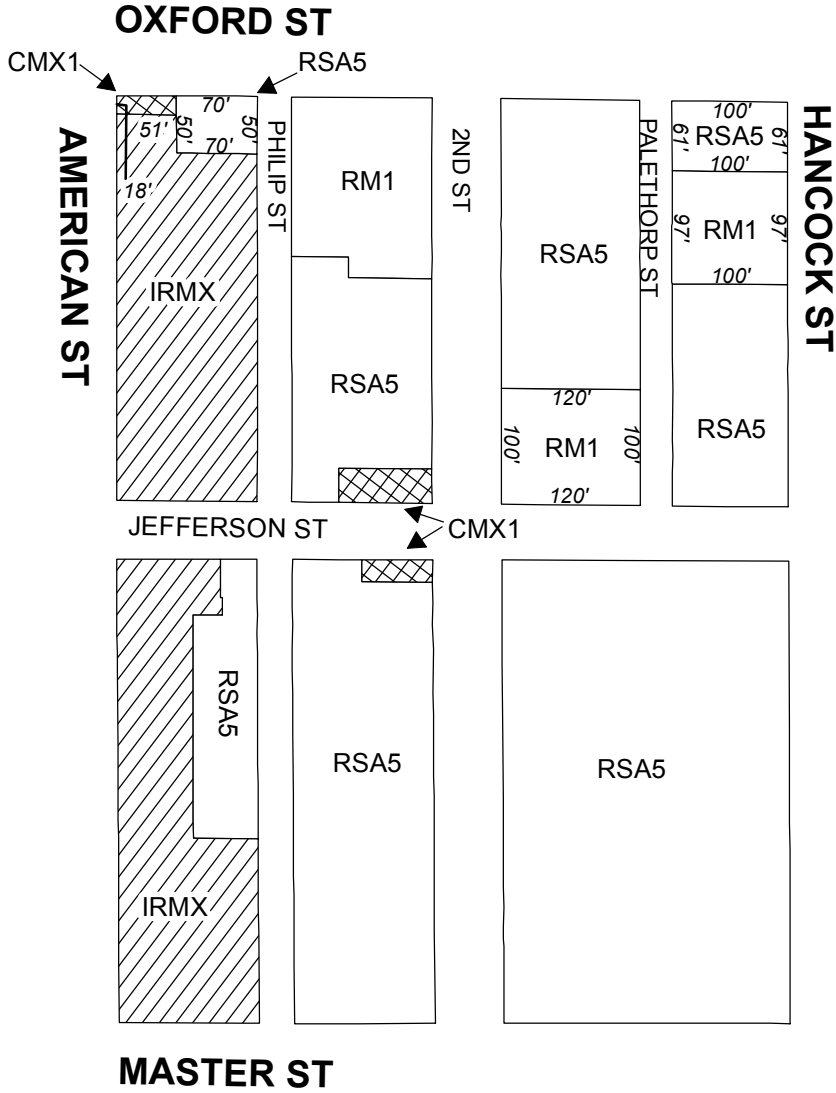 OXFORD ST
CMX1
RSA5
AMERICAN ST
51'
18'
70'
50'
50'
70'
IRMX
PHILIP ST
RM1
RSA5
2ND ST
RSA5
120'
100'
RM1
100'
120'
PALETHORP ST
100'
61'
RSA5
61'
100'
97'
RM1
97'
100'
RSA5
HANCOCK ST
JEFFERSON ST
CMX1
RSA5
IRMX
RSA5
RSA5
MASTER ST